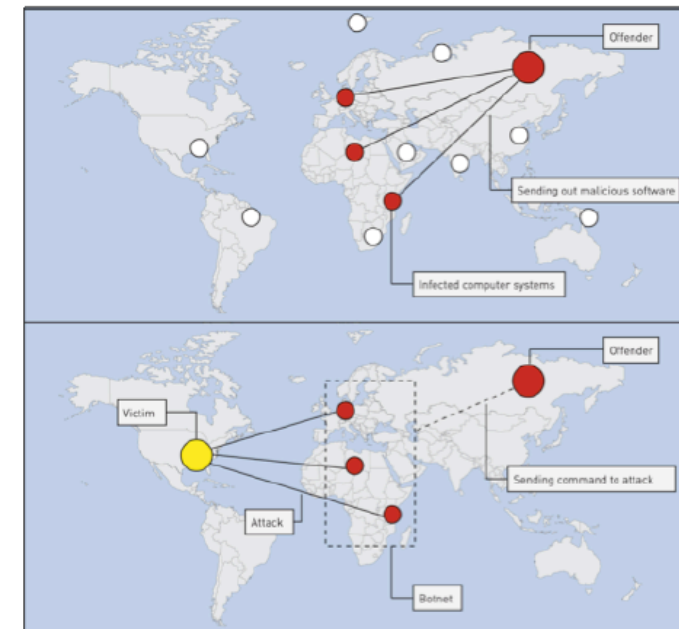 Offender
Sending out malicious software
Infected computer systems
Offender
Victim
Sending command to attack
Attack
Botnet